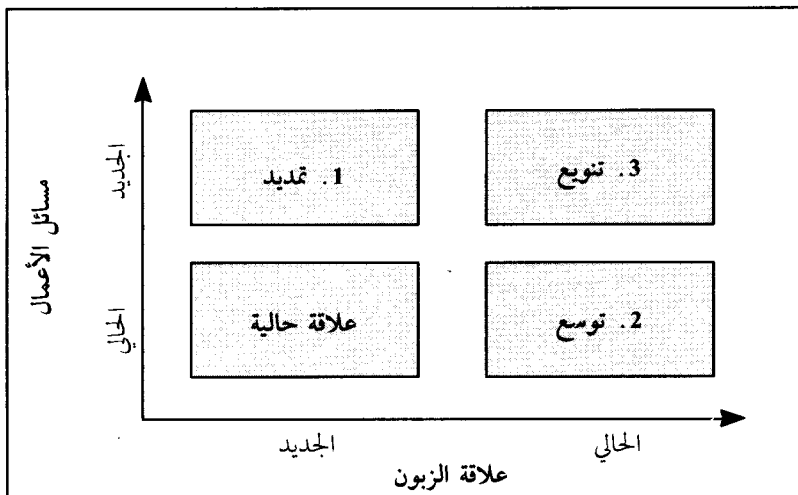 مسائل الأعمال
الجديد
الحالي
1. تمديد
3. تنويع
علاقة حالية
2. توسع
الجديد
الحالي
علاقة الزبون